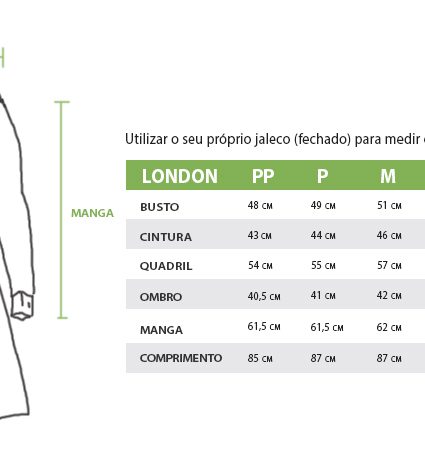 Utilizar o seu próprio jaleco (fechado) para medir
MANGA
LONDON PP P M
BUSTO 48 CM 49 CM 51 CM
CINTURA 43 CM 44 CM 46 CM
QUADRIL 54 CM 55 CM 57 CM
OMBRO 40,5 CM 41 CM 42 CM
MANGA 61,5 CM 61,5 CM 62 CM
COMPRIMENTO 85 CM 87 CM 87 CM